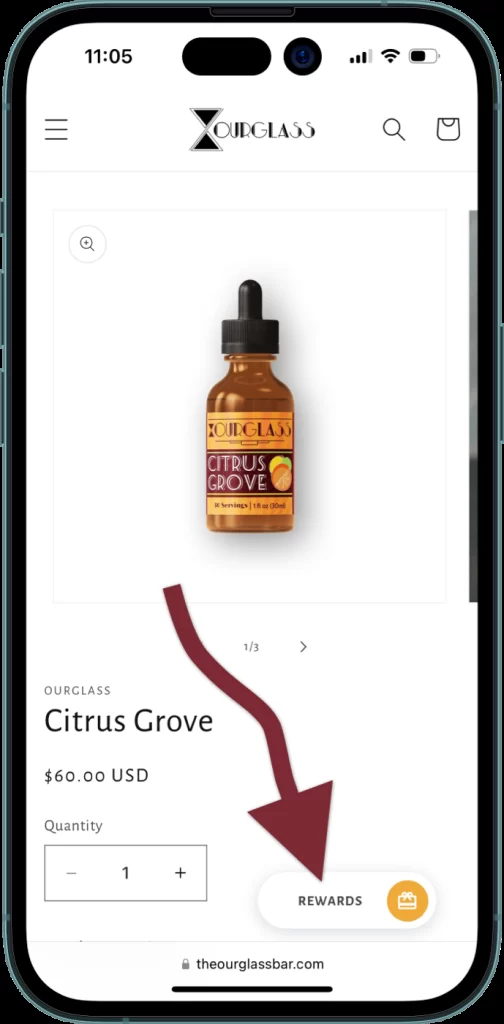 11:05
OURGLASS
OURGLASS
CITRUS
GROVE
16 Servings | 1 fl oz (30ml)
1/3
OURGLASS
Citrus Grove
$60.00 USD
Quantity
− 1 +
REWARDS
theourglassbar.com